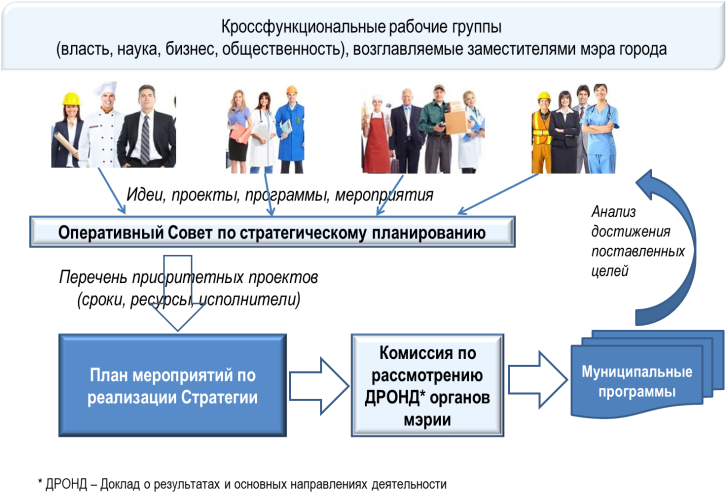 Кроссфункциональные рабочие группы
(власть, наука, бизнес, общественность), возглавляемые заместителями мэра города
Идеи, проекты, программы, мероприятия
Оперативный Совет по стратегическому планированию
Анализ
достижения
поставленных
целей
Перечень приоритетных проектов
(сроки, ресурсы, исполнители)
План мероприятий по
реализации Стратегии
Комиссия по
рассмотрению
ДРОНД* органов
мэрии
Муниципальные
программы
* ДРОНД – Доклад о результатах и основных направлениях деятельности